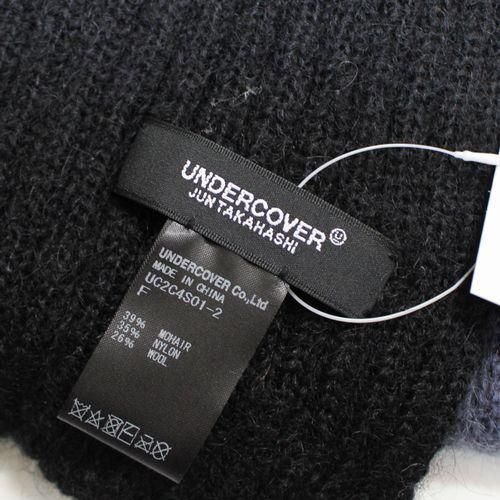 UNDERCOVER
JUN TAKAHASHI
UNDERCOVER Co., Ltd
MADE IN CHINA
UC2C4S01-2
F
39% MOHAIR
35% NYLON
26% WOOL